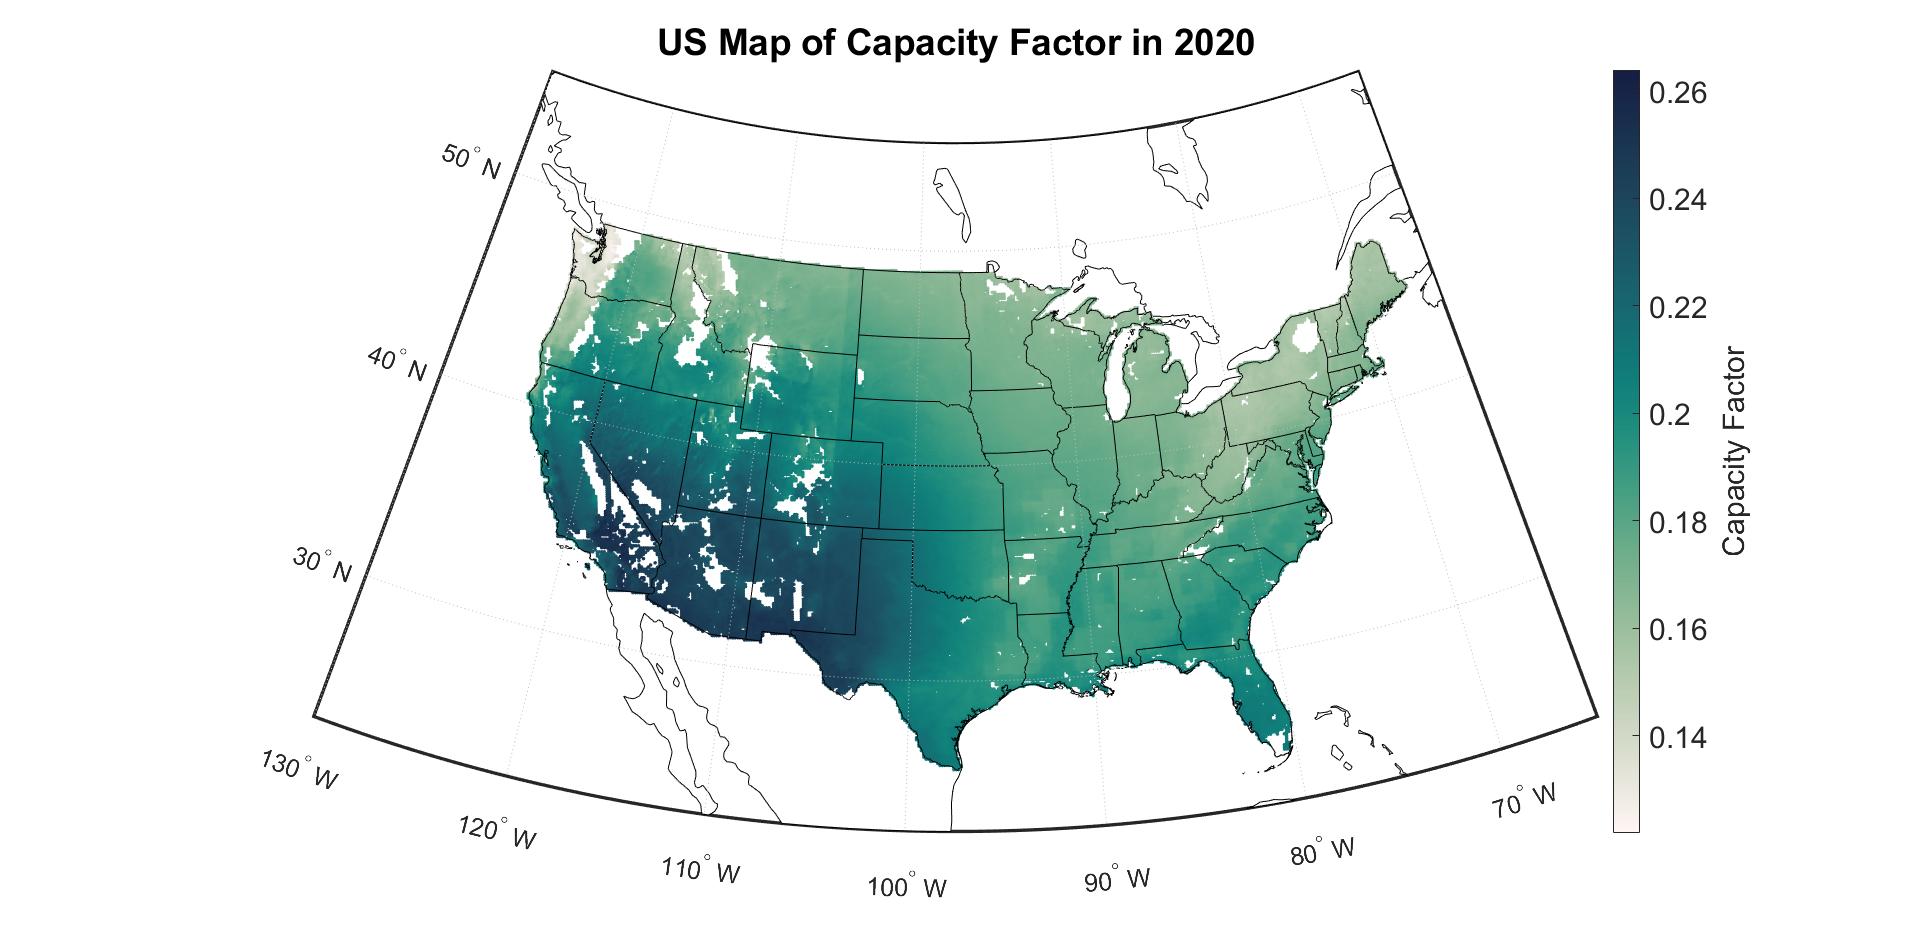 US Map of Capacity Factor in 2020
50° N
40° N
30° N
130° W
120° W
110° W
100° W
90° W
80° W
70° W
0.26
0.24
0.22
0.2
0.18
0.16
0.14
Capacity Factor